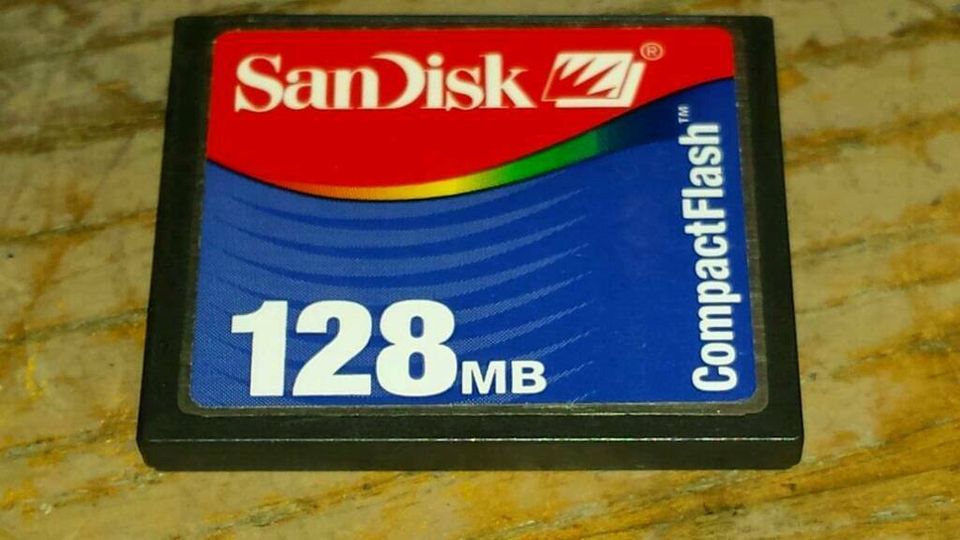 SanDisk ®
CompactFlash™
128MB